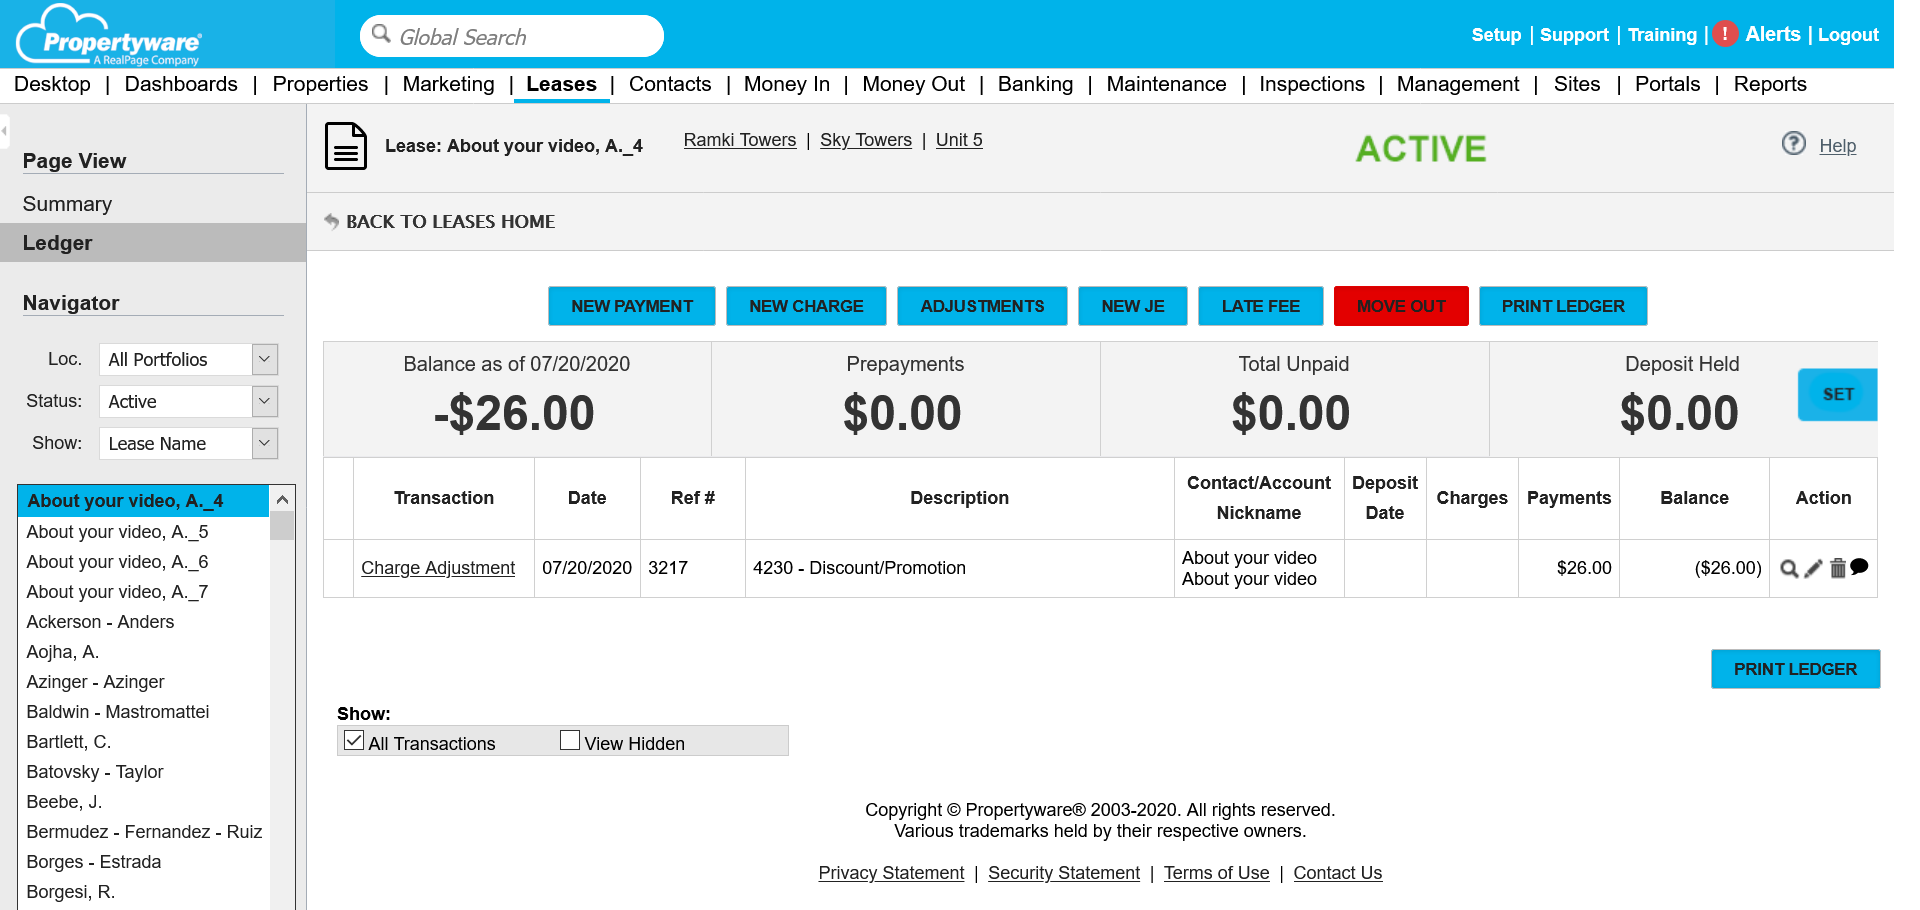 Propertyware®
A RealPage Company
Global Search
Setup | Support | Training | ! Alerts | Logout
Desktop | Dashboards | Properties | Marketing | Leases | Contacts | Money In | Money Out | Banking | Maintenance | Inspections | Management | Sites | Portals | Reports
Page View
Summary
Ledger
Navigator
Loc. All Portfolios
Status: Active
Show: Lease Name
About your video, A._4
About your video, A._5
About your video, A._6
About your video, A._7
Ackerson - Anders
Aojha, A.
Azinger - Azinger
Baldwin - Mastromattei
Bartlett, C.
Batovsky - Taylor
Beebe, J.
Bermudez - Fernandez - Ruiz
Borges - Estrada
Borgesi, R.
Lease: About your video, A._4
Ramki Towers | Sky Towers | Unit 5
ACTIVE
? Help
BACK TO LEASES HOME
NEW PAYMENT NEW CHARGE ADJUSTMENTS NEW JE LATE FEE MOVE OUT PRINT LEDGER
Balance as of 07/20/2020 Prepayments Total Unpaid Deposit Held
-$26.00 $0.00 $0.00 $0.00 SET
Transaction Date Ref # Description Contact/Account Nickname Deposit Date Charges Payments Balance Action
Charge Adjustment 07/20/2020 3217 4230 - Discount/Promotion About your video About your video $26.00 ($26.00)
PRINT LEDGER
Show:
All Transactions View Hidden
Copyright © Propertyware® 2003-2020. All rights reserved.
Various trademarks held by their respective owners.
Privacy Statement | Security Statement | Terms of Use | Contact Us